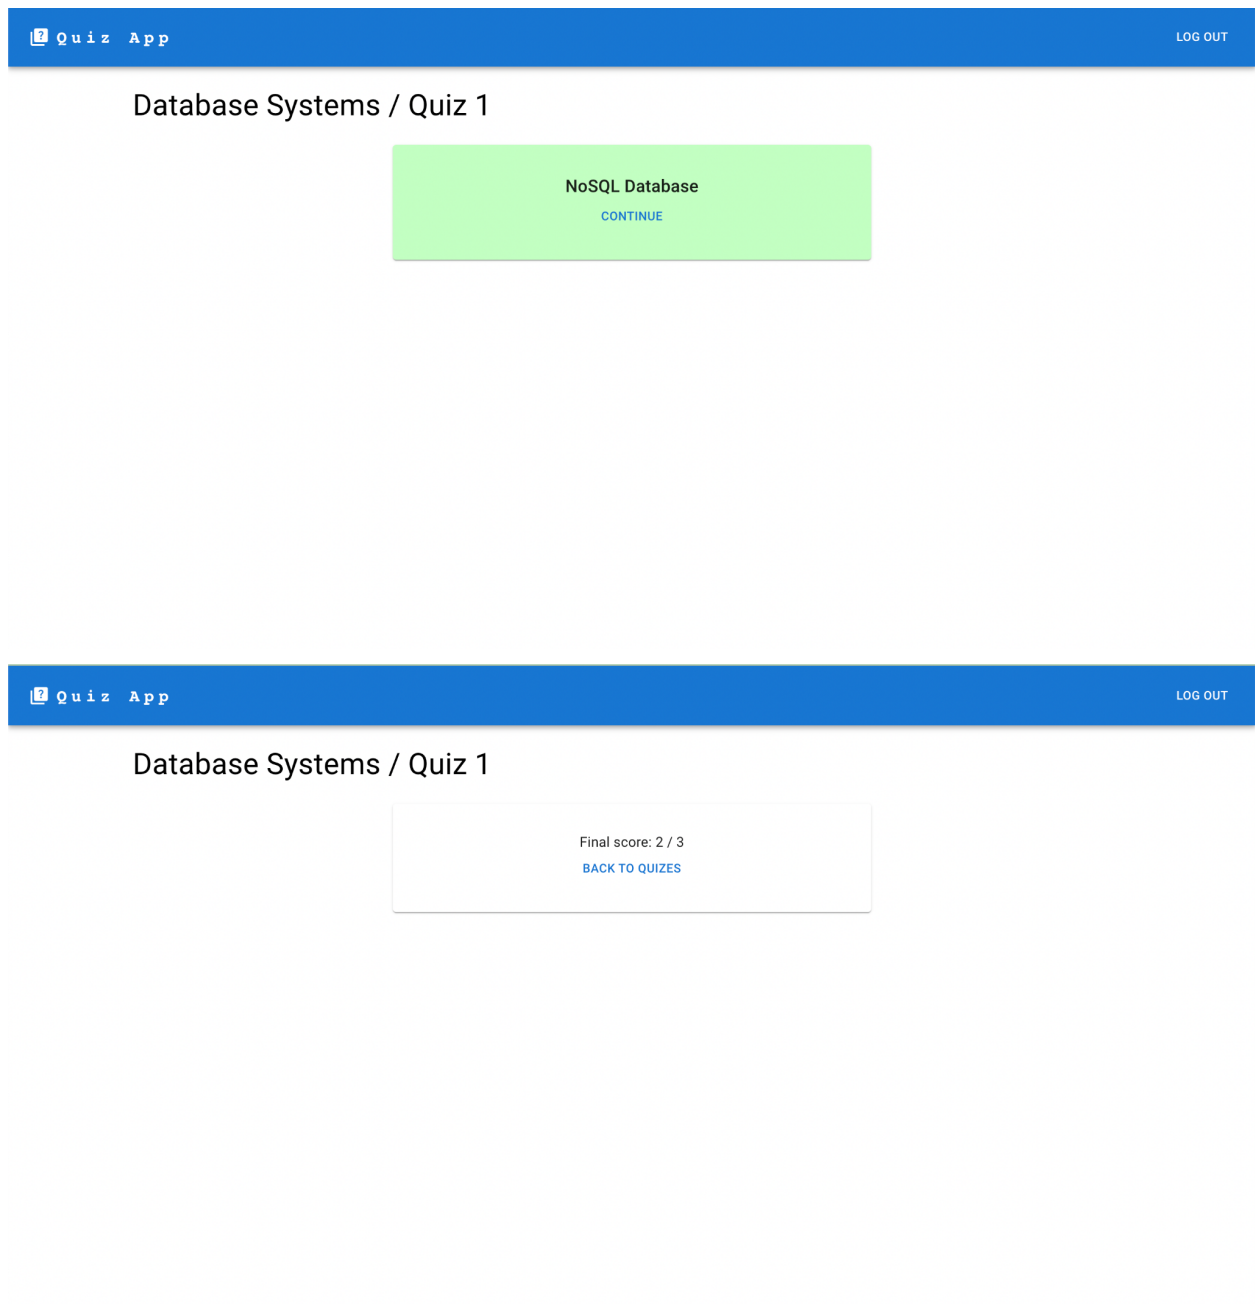 Quiz App
LOG OUT
Database Systems / Quiz 1
NoSQL Database
CONTINUE
Quiz App
LOG OUT
Database Systems / Quiz 1
Final score: 2 / 3
BACK TO QUIZES